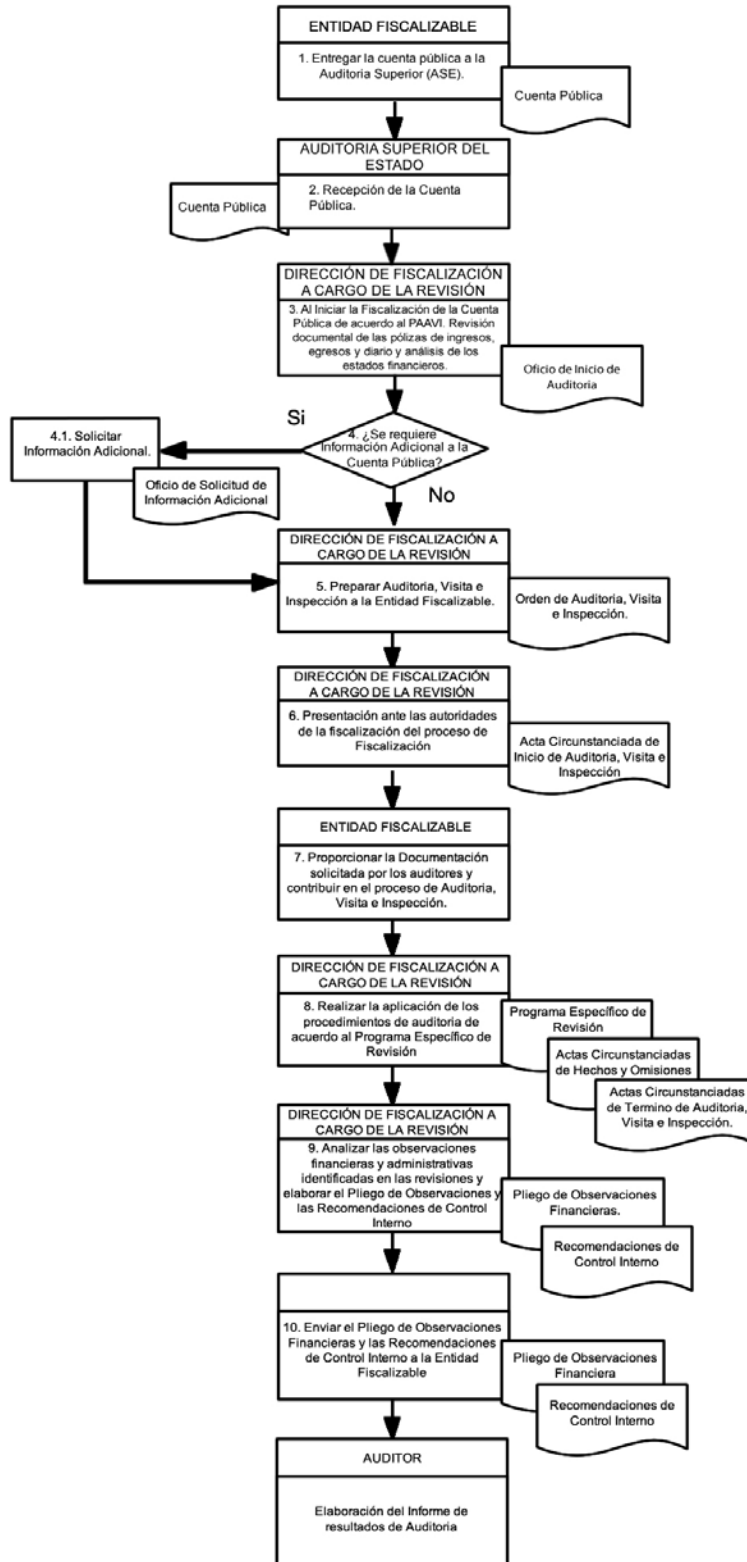 ENTIDAD FISCALIZABLE
1. Entregar la cuenta pública a la
Auditoria Superior (ASE).
Cuenta Pública
AUDITORIA SUPERIOR DEL
ESTADO
2. Recepción de la Cuenta
Pública.
Cuenta Pública
DIRECCIÓN DE FISCALIZACIÓN
A CARGO DE LA REVISIÓN
3. Al Iniciar la Fiscalización de la Cuenta
Pública de acuerdo al PAAVI. Revisión
documental de las pólizas de ingresos,
egresos y diario y análisis de los
estados financieros.
Oficio de Inicio de
Auditoria
Si
4. ¿Se requiere
Información Adicional a la
Cuenta Pública?
4.1. Solicitar
Información Adicional.
Oficio de Solicitud de
Información Adicional
No
DIRECCIÓN DE FISCALIZACIÓN A
CARGO DE LA REVISIÓN
5. Preparar Auditoria, Visita e
Inspección a la Entidad Fiscalizable.
Orden de Auditoria, Visita
e Inspección.
DIRECCIÓN DE FISCALIZACIÓN
A CARGO DE LA REVISIÓN
6. Presentación ante las autoridades
de la fiscalización del proceso de
Fiscalización
Acta Circunstanciada de
Inicio de Auditoria, Visita e
Inspección
ENTIDAD FISCALIZABLE
7. Proporcionar la Documentación
solicitada por los auditores y
contribuir en el proceso de Auditoria,
Visita e Inspección.
DIRECCIÓN DE FISCALIZACIÓN A
CARGO DE LA REVISIÓN
8. Realizar la aplicación de los
procedimientos de auditoria de
acuerdo al Programa Específico de
Revisión
Programa Específico de
Revisión
Actas Circunstanciadas
de Hechos y Omisiones
Actas Circunstanciadas
de Termino de Auditoria,
Visita e Inspección.
DIRECCIÓN DE FISCALIZACIÓN A
CARGO DE LA REVISIÓN
9. Analizar las observaciones
financieras y administrativas
identificadas en las revisiones y
elaborar el Pliego de Observaciones y
las Recomendaciones de Control
Interno
Pliego de Observaciones
Financieras.
Recomendaciones de
Control Interno
10. Enviar el Pliego de Observaciones
Financieras y las Recomendaciones
de Control Interno a la Entidad
Fiscalizable
Pliego de Observaciones
Financiera
Recomendaciones de
Control Interno
AUDITOR
Elaboración del Informe de
resultados de Auditoria